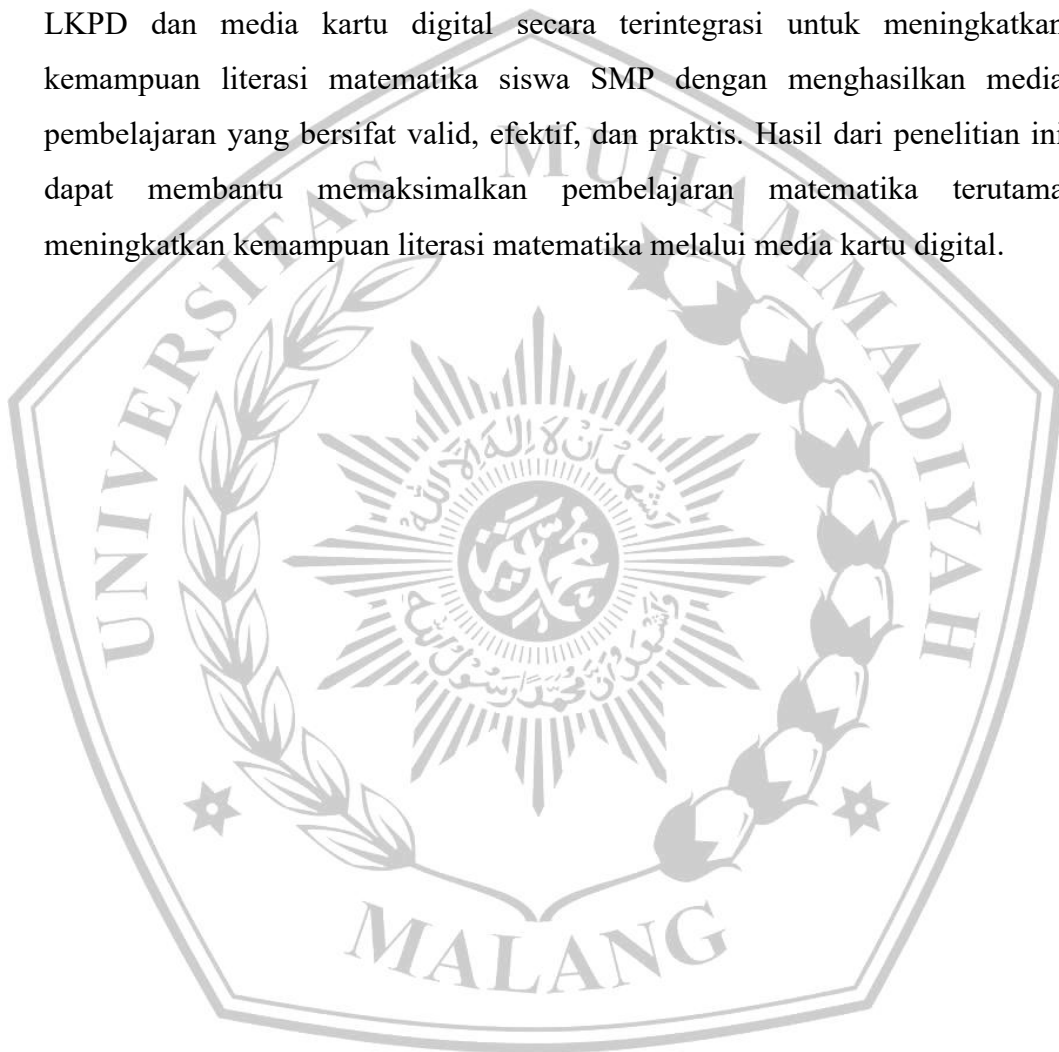 LKPD dan media kartu digital secara terintegrasi untuk meningkatkan
kemampuan literasi matematika siswa SMP dengan menghasilkan media
pembelajaran yang bersifat valid, efektif, dan praktis. Hasil dari penelitian ini
dapat membantu memaksimalkan pembelajaran matematika terutama
meningkatkan kemampuan literasi matematika melalui media kartu digital.
UNIVERSITAS MUHAMMADIYAH
MALANG